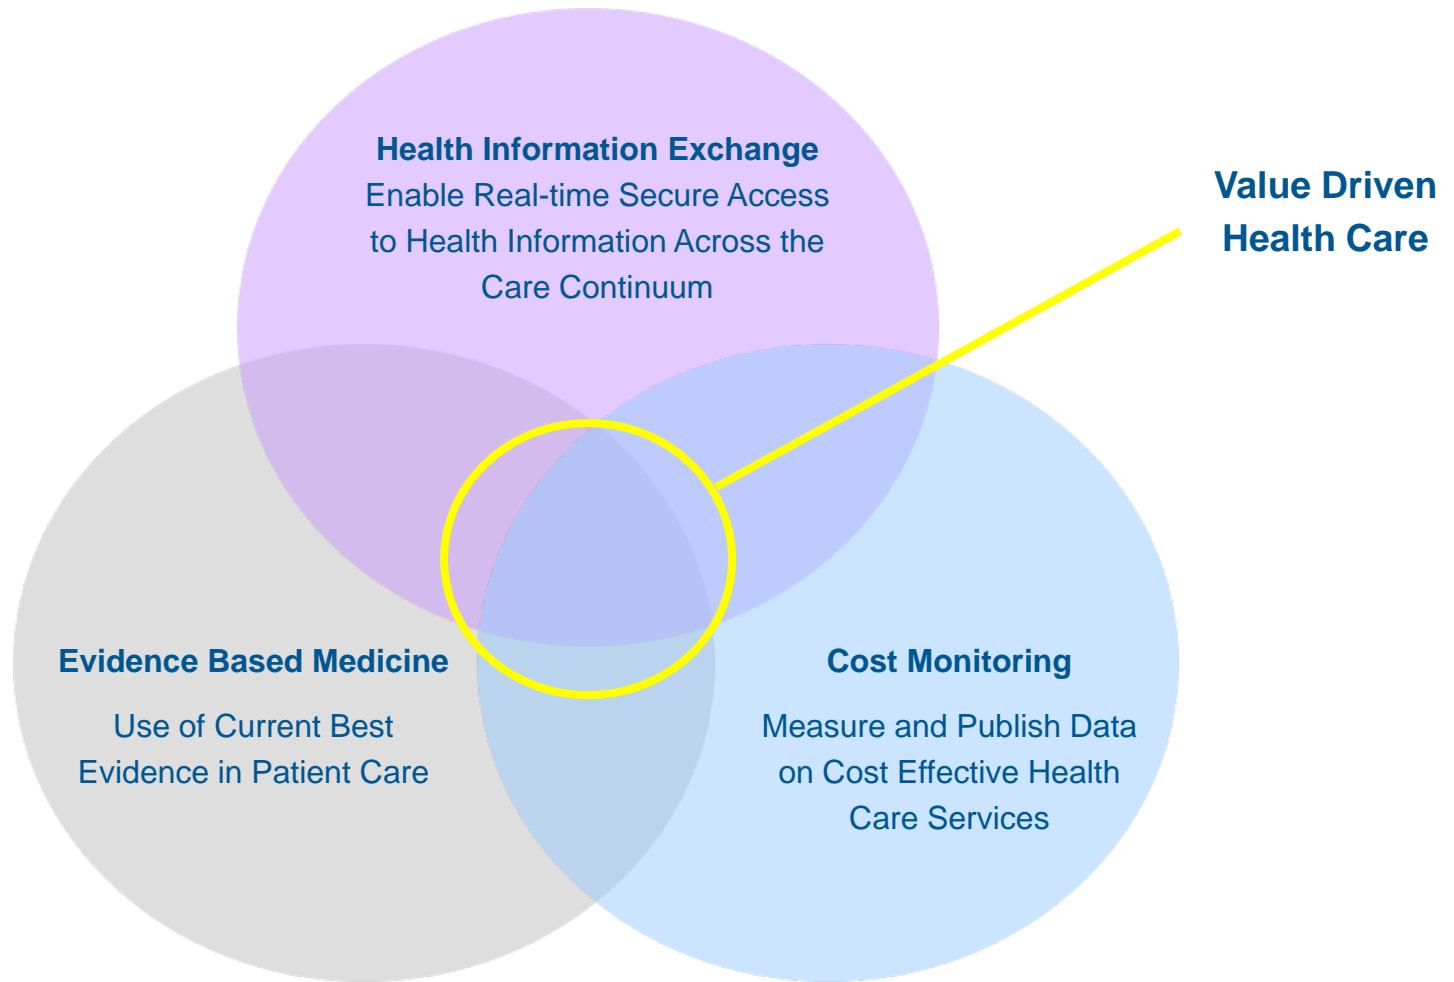 Health Information Exchange
Enable Real-time Secure Access
to Health Information Across the
Care Continuum
Value Driven
Health Care
Evidence Based Medicine
Use of Current Best
Evidence in Patient Care
Cost Monitoring
Measure and Publish Data
on Cost Effective Health
Care Services